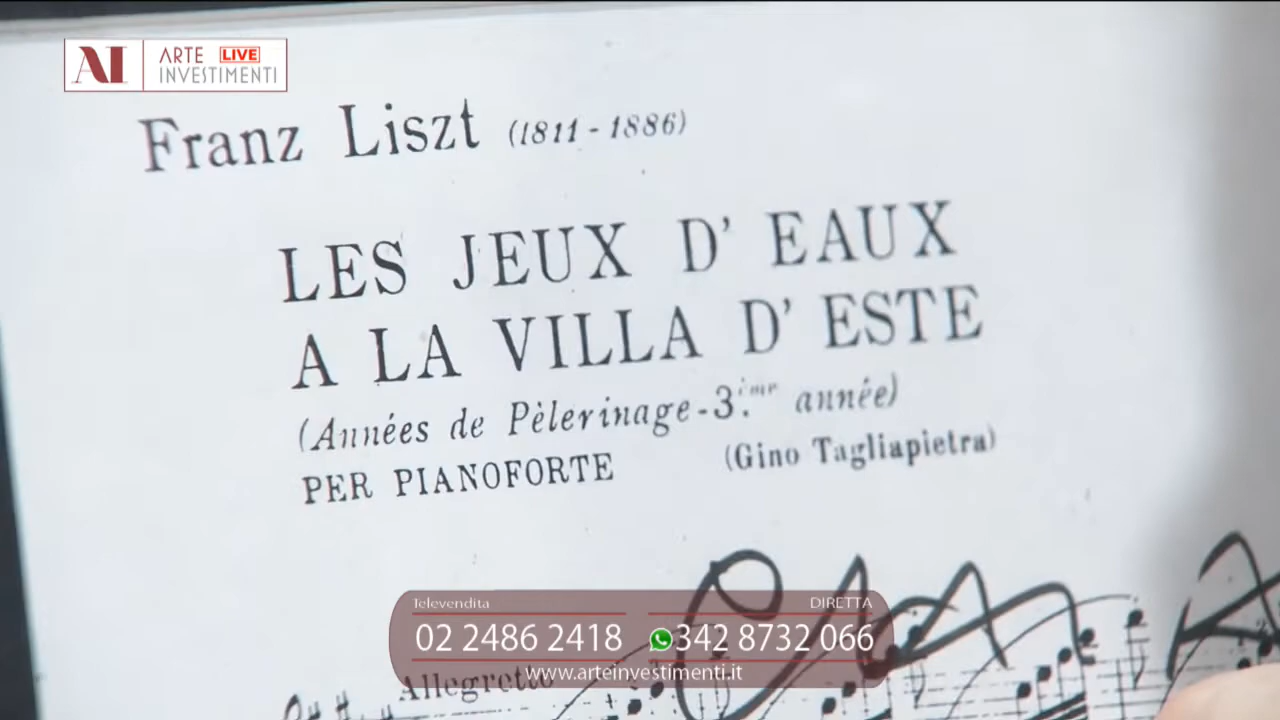 AI
ARTE LIVE
INVESTIMENTI
Franz Liszt (1811 - 1886)
LES JEUX D' EAUX
A LA VILLA D' ESTE
(Années de Pèlerinage - 3.ème année)
PER PIANOFORTE (Gino Tagliapietra)
Televendita DIRETTA
02 2486 2418 342 8732 066
www.arteinvestimenti.it
Allegretto